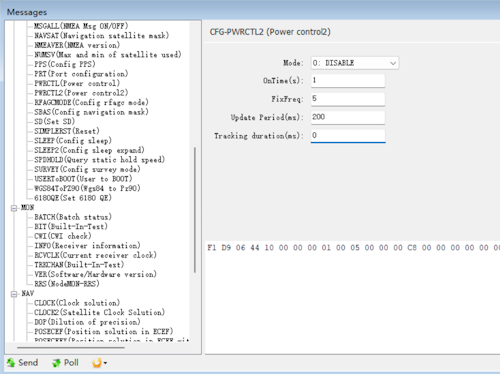 Messages
MSGALL(NMEA Msg ON/OFF)
NAVSAT(Navigation satellite mask)
NMEAVER(NMEA version)
NUMSV(Max and min of satellite used)
PPS(Config PPS)
PRT(Port configuration)
PWRCTL(Power control)
PWRCTL2(Power control2)
RFAGCMODE(Config rfagc mode)
SBAS(Config navigation mask)
SD(Set SD)
SIMPLERST(Reset)
SLEEP(Config sleep)
SLEEP2(Config sleep expand)
SPDHOLD(Query static hold speed)
SURVEY(Config survey mode)
USERToBOOT(User to BOOT)
WGS84ToPZ90(Wgs84 to Pz90)
6180QE(Set 6180 QE)
MON
BATCH(Batch status)
BIT(Built-In-Test)
CWI(CWI check)
INFO(Receiver information)
RCVCLK(Current receiver clock)
TRKCHAN(Built-In-Test)
VER(Software/Hardware version)
RRS(NodeMON-RRS)
NAV
CLOCK(Clock solution)
CLOCK2(Satellite Clock Solution)
DOP(Dilution of precision)
POSECEF(Position solution in ECEF)
Send
Poll
CFG-PWRCTL2 (Power control2)
Mode: 0: DISABLE
OnTime(s): 1
FixFreq: 5
Update Period(ms): 200
Tracking duration(ms): 0
F1 D9 06 44 10 00 00 00 01 00 05 00 00 00 C8 00 00 00 00 00 00